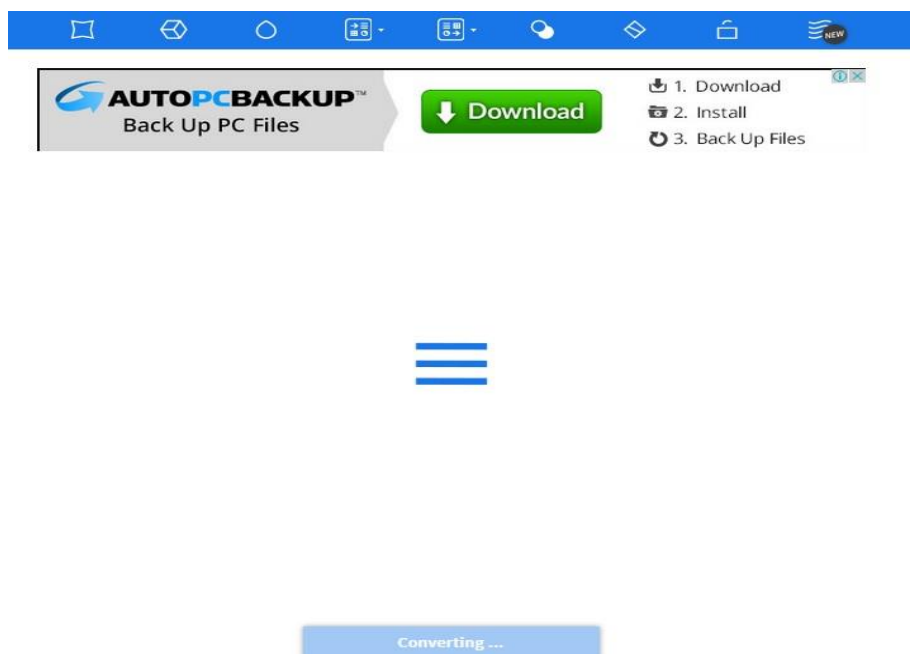 NEW
AUTOPCBACKUP™
Back Up PC Files
Download
1. Download
2. Install
3. Back Up Files
Converting ...